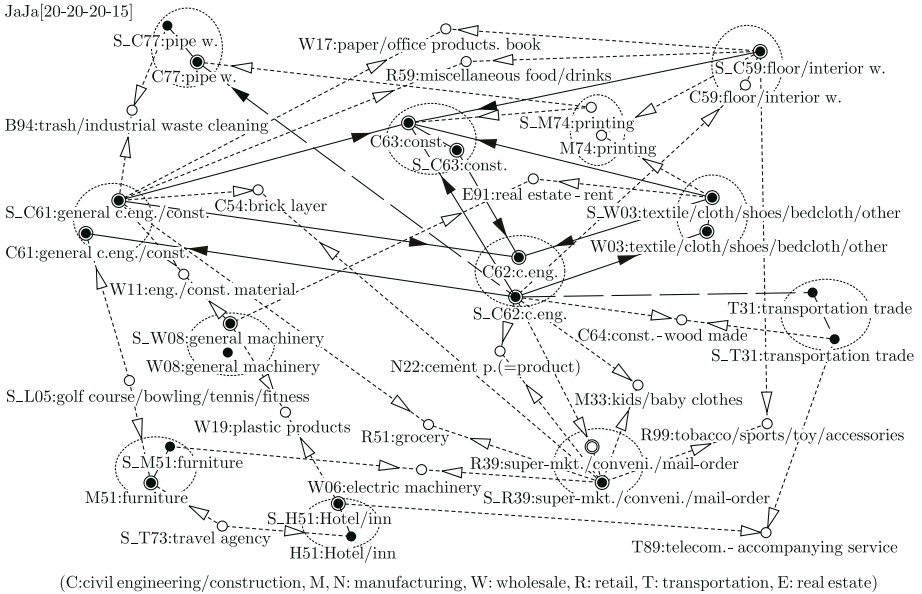 JaJa[20-20-20-15]
S_C77:pipe w.
W17:paper/office products. book
S_C59:floor/interior w.
C77:pipe w.
R59:miscellaneous food/drinks
C59:floor/interior w.
B94:trash/industrial waste cleaning
S_M74:printing
C63:const.
M74:printing
S_C63:const.
E91:real estate-rent
C54:brick layer
S_C61:general c.eng./const.
S_W03:textile/cloth/shoes/bedcloth/other
C61:general c.eng./const.
W03:textile/cloth/shoes/bedcloth/other
C62:c.eng.
W11:eng./const. material
T31:transportation trade
S_C62:c.eng.
S_W08:general machinery
C64:const.-wood made
S_T31:transportation trade
W08:general machinery
N22:cement p.(=product)
S_L05:golf course/bowling/tennis/fitness
M33:kids/baby clothes
W19:plastic products
R51:grocery
R99:tobacco/sports/toy/accessories
S_M51:furniture
R39:super-mkt./conveni./mail-order
M51:furniture
W06:electric machinery
S_R39:super-mkt./conveni./mail-order
S_H51:Hotel/inn
S_T73:travel agency
H51:Hotel/inn
T89:telecom.-accompanying service
(C:civil engineering/construction, M, N: manufacturing, W: wholesale, R: retail, T: transportation, E: real estate)